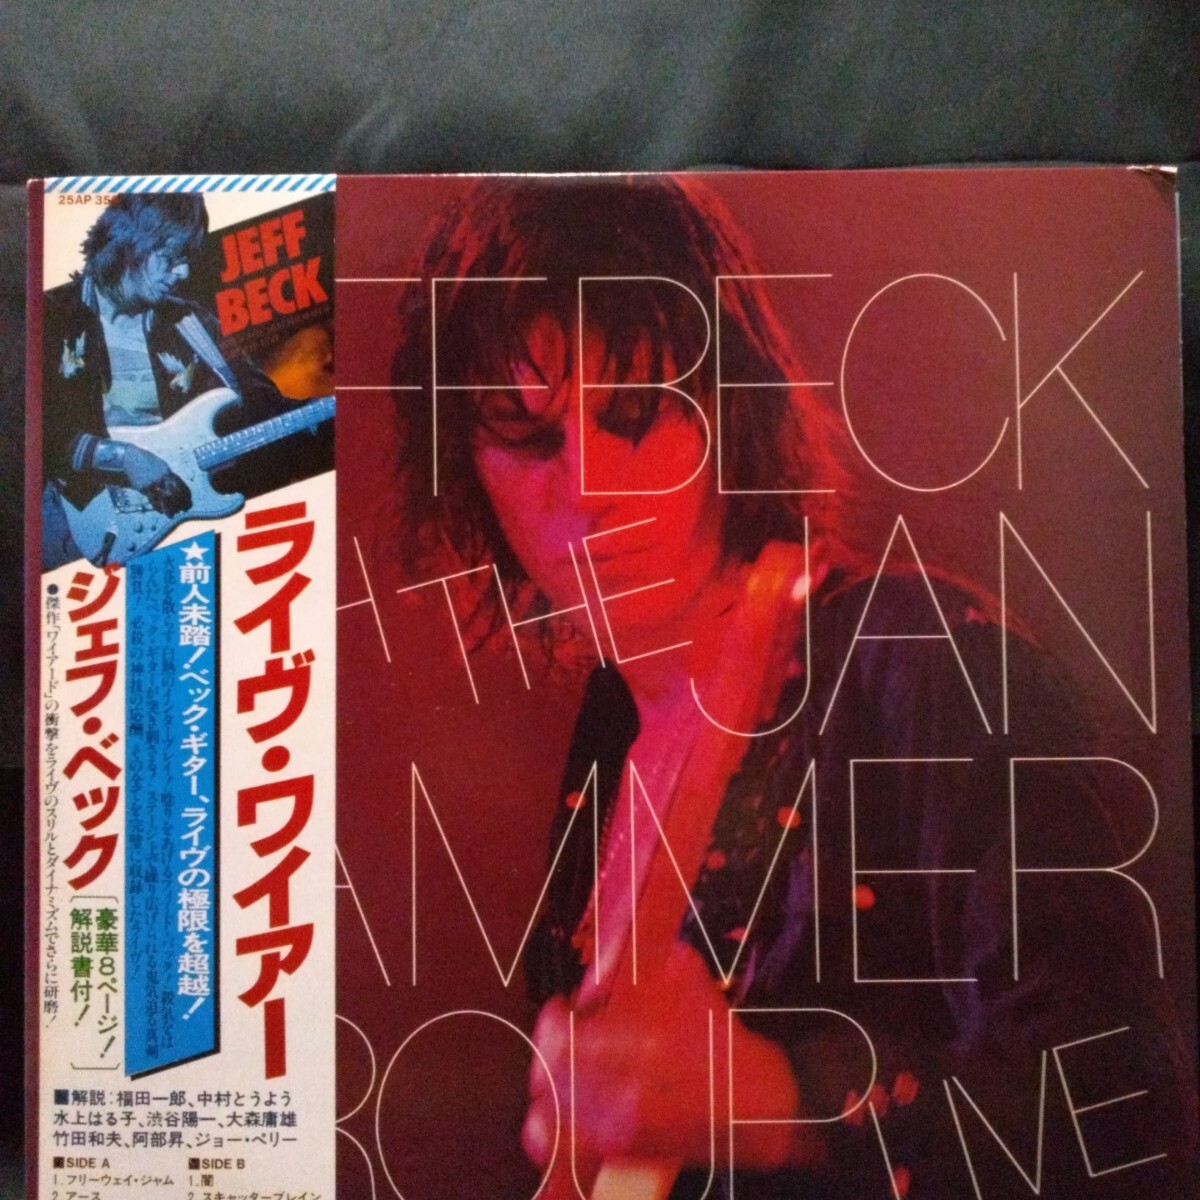 25AP 35
JEFF
BECK
ライヴ・ワイアー
★前人未踏!ベック・ギター、ライヴの極限を超越!
ジェフ・ベック
[豪華8ページ!
解説書付!]
●傑作「ワイアード」の衝撃をライヴのスリルとダイナミズムでさらに研磨!
■解説:福田一郎、中村とうよう
水上はる子、渋谷陽一、大森庸雄
竹田和夫、阿部昇、ジョー・ペリー
SIDE A
1. フリーウェイ・ジャム
2. アース
SIDE B
1. 闇
2. スキャッターブレイン
FF BECK
H THE JAN
AMMER
ROUP LIVE